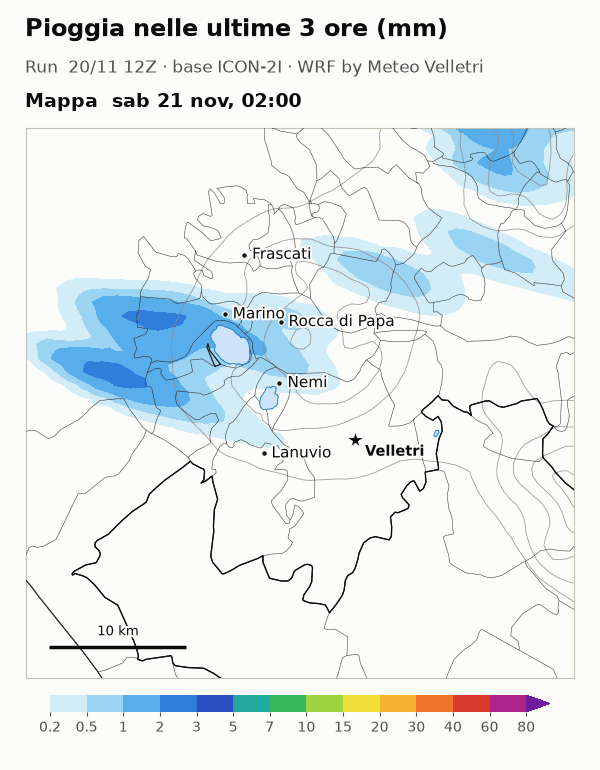 Pioggia nelle ultime 3 ore (mm)
Run  20/11 12Z · base ICON-2I · WRF by Meteo Velletri
Mappa  sab 21 nov, 02:00
Frascati
Marino
Rocca di Papa
Nemi
Velletri
Lanuvio
10 km
0.2 0.5 1 2 3 5 7 10 15 20 30 40 60 80